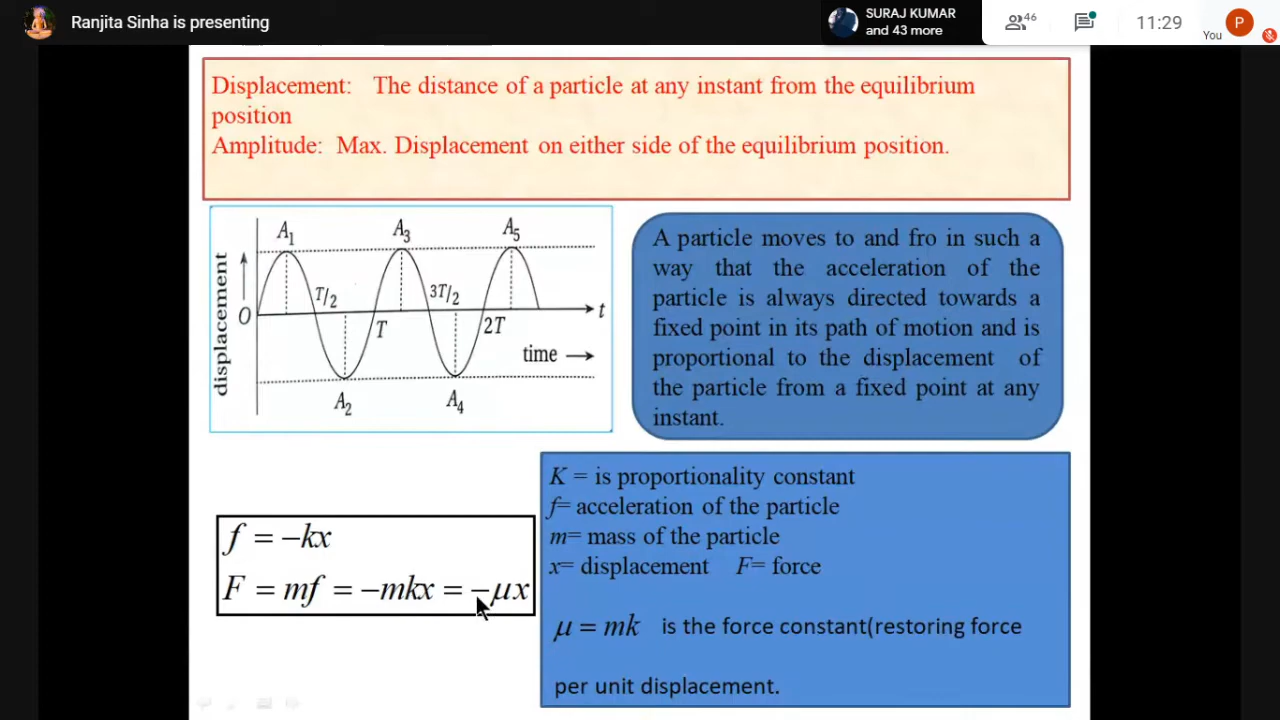 Ranjita Sinha is presenting
SURAJ KUMAR
and 43 more
46
11:29
P
You
Displacement: The distance of a particle at any instant from the equilibrium
position
Amplitude: Max. Displacement on either side of the equilibrium position.
displacement
A1
A3
A5
T/2
3T/2
O
t
T
2T
time
A2
A4
A particle moves to and fro in such a
way that the acceleration of the
particle is always directed towards a
fixed point in its path of motion and is
proportional to the displacement of
the particle from a fixed point at any
instant.
f = −kx
F = mf = −mkx = −μx
K = is proportionality constant
f= acceleration of the particle
m= mass of the particle
x= displacement F= force
μ = mk is the force constant(restoring force
per unit displacement.